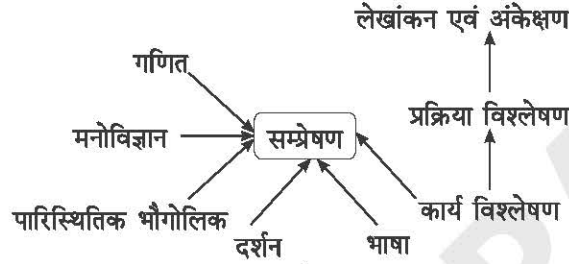 लेखांकन एवं अंकेक्षण
गणित
प्रक्रिया विश्लेषण
मनोविज्ञान
सम्प्रेषण
पारिस्थितिक भौगोलिक
कार्य विश्लेषण
दर्शन
भाषा